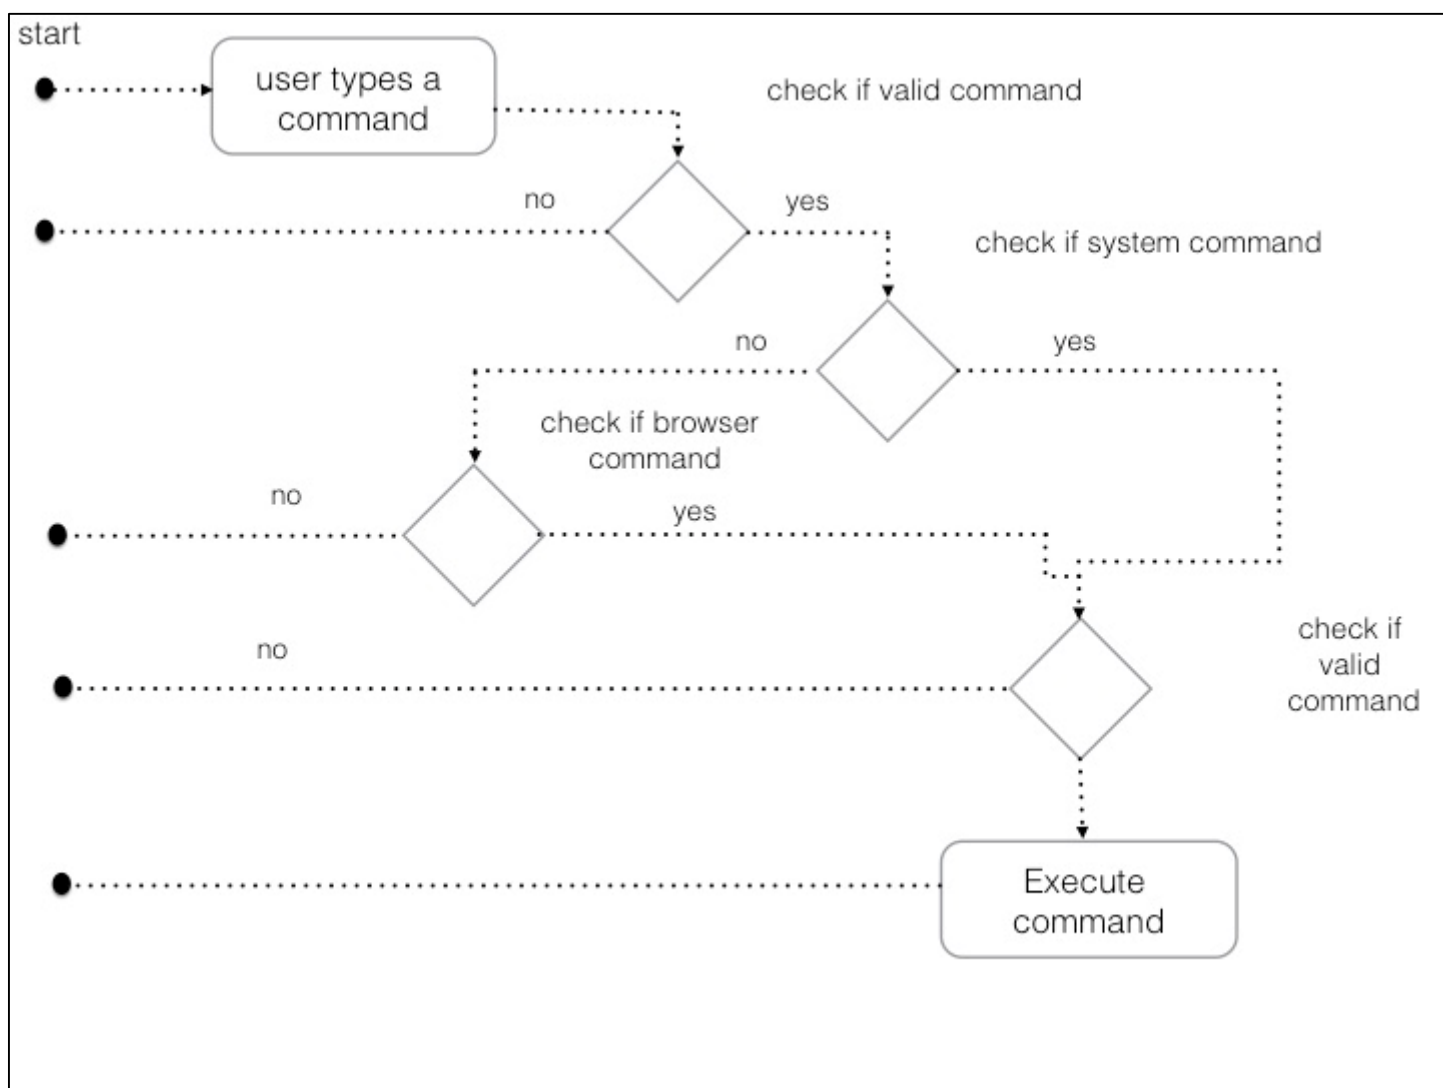 start
user types a
command
check if valid command
no
yes
check if system command
no
yes
check if browser
command
no
yes
no
check if
valid
command
Execute
command